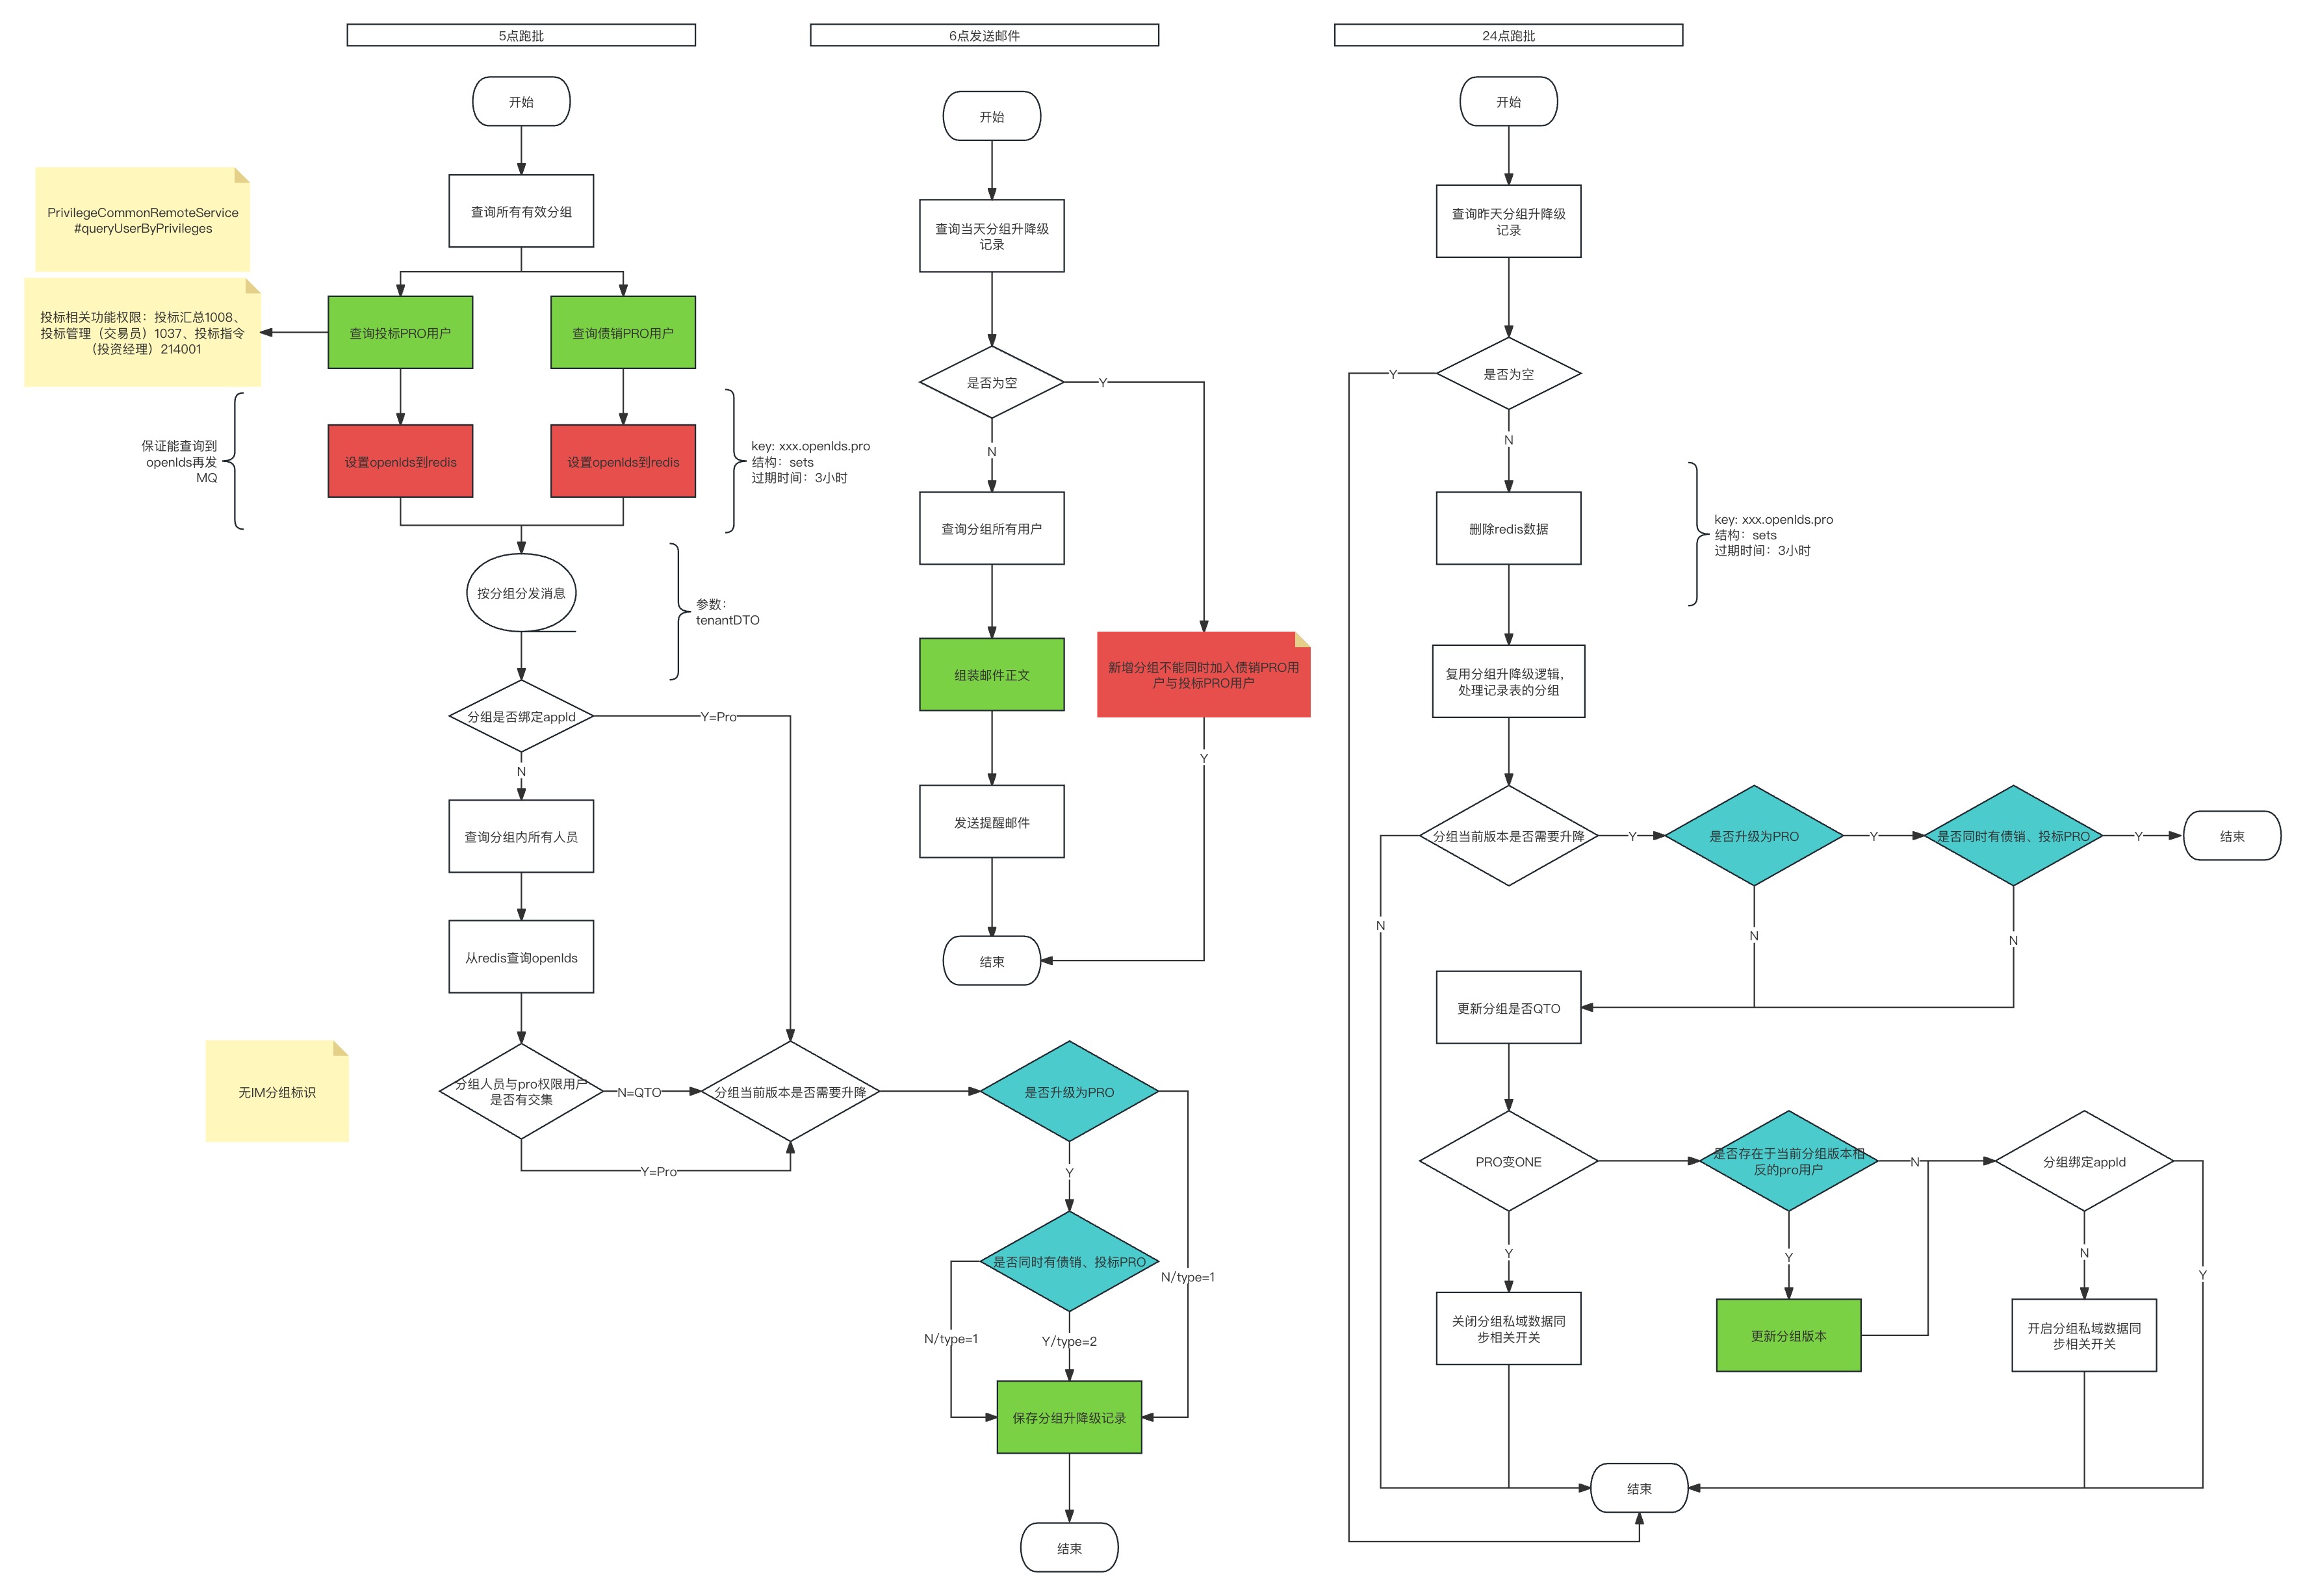 5点跑批
开始
查询所有有效分组
PrivilegeCommonRemoteService
#queryUserByPrivileges
投标相关功能权限：投标汇总1008、
投标管理（交易员）1037、投标指令
（投资经理）214001
查询投标PRO用户
查询债销PRO用户
保证能查询到
openIds再发
MQ
设置openIds到redis
设置openIds到redis
key: xxx.openIds.pro
结构：sets
过期时间：3小时
按分组分发消息
参数：
tenantDTO
分组是否绑定appId
Y=Pro
N
查询分组内所有人员
从redis查询openIds
无IM分组标识
分组人员与pro权限用户
是否有交集
N=QTO
Y=Pro
分组当前版本是否需要升降
是否升级为PRO
Y
N/type=1
是否同时有债销、投标PRO
N/type=1
Y/type=2
保存分组升降级记录
结束
6点发送邮件
开始
查询当天分组升降级
记录
是否为空
Y
N
查询分组所有用户
组装邮件正文
新增分组不能同时加入债销PRO用
户与投标PRO用户
Y
发送提醒邮件
结束
24点跑批
开始
查询昨天分组升降级
记录
是否为空
Y
N
删除redis数据
key: xxx.openIds.pro
结构：sets
过期时间：3小时
复用分组升降级逻辑，
处理记录表的分组
分组当前版本是否需要升降
Y
是否升级为PRO
Y
是否同时有债销、投标PRO
Y
结束
N
N
N
更新分组是否QTO
PRO变ONE
是否存在于当前分组版本相
反的pro用户
N
分组绑定appId
Y
Y
N
Y
关闭分组私域数据同
步相关开关
更新分组版本
开启分组私域数据同
步相关开关
结束